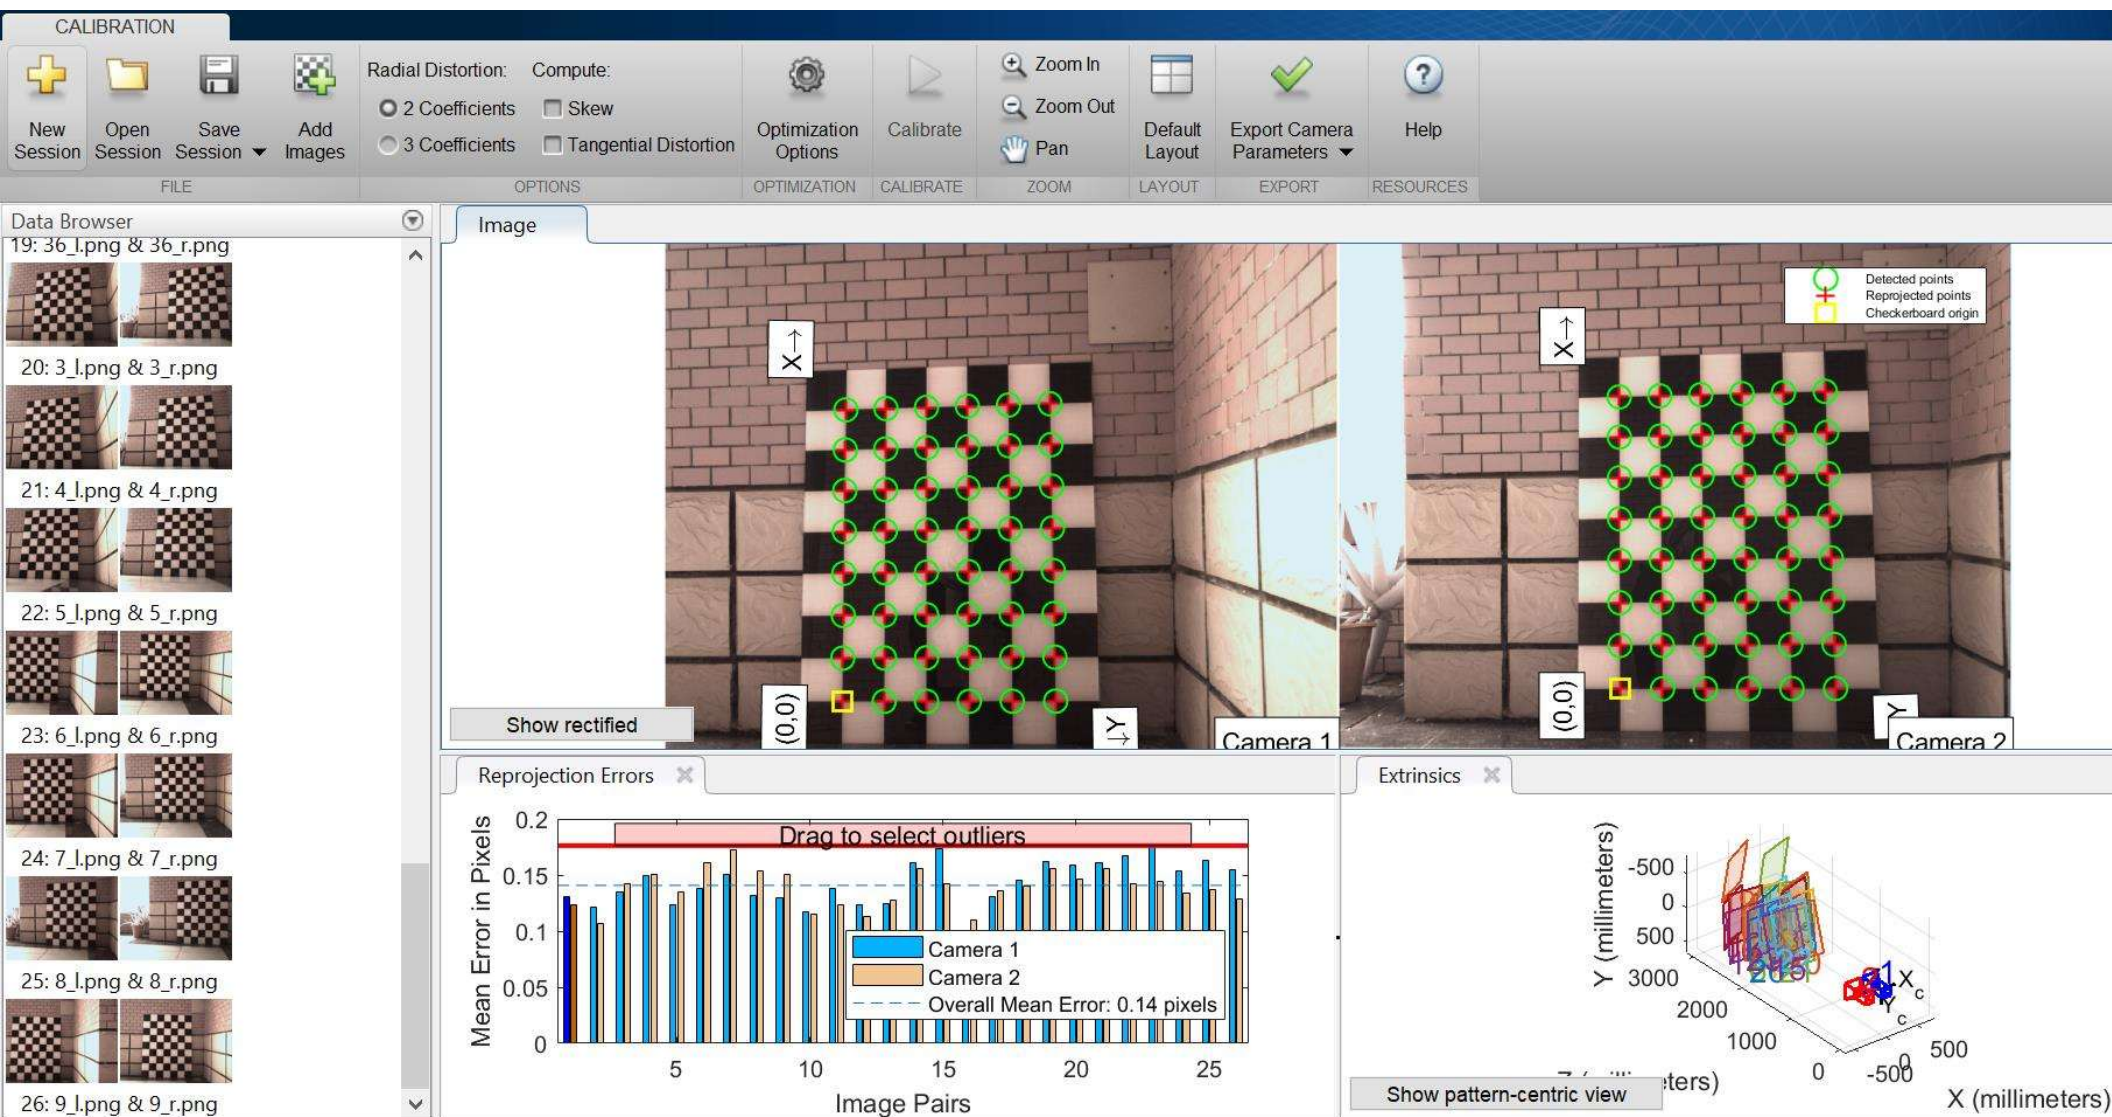 CALIBRATION
New Session
Open Session
Save Session
Add Images
FILE
Radial Distortion:
2 Coefficients
3 Coefficients
Compute:
Skew
Tangential Distortion
OPTIONS
Optimization Options
OPTIMIZATION
Calibrate
CALIBRATE
Zoom In
Zoom Out
Pan
ZOOM
Default Layout
LAYOUT
Export Camera Parameters
EXPORT
Help
RESOURCES
Data Browser
19: 36_l.png & 36_r.png
20: 3_l.png & 3_r.png
21: 4_l.png & 4_r.png
22: 5_l.png & 5_r.png
23: 6_l.png & 6_r.png
24: 7_l.png & 7_r.png
25: 8_l.png & 8_r.png
26: 9_l.png & 9_r.png
Image
X→
(0,0)
Y→
Camera 1
Show rectified
X→
(0,0)
Y
Camera 2
Detected points
Reprojected points
Checkerboard origin
Reprojection Errors
Mean Error in Pixels
0.2
0.15
0.1
0.05
0
Drag to select outliers
Camera 1
Camera 2
Overall Mean Error: 0.14 pixels
5 10 15 20 25
Image Pairs
Extrinsics
Y (millimeters)
-500
0
500
3000
2000
1000
0
-500
0
500
X (millimeters)
Xc
Yc
1
Show pattern-centric view